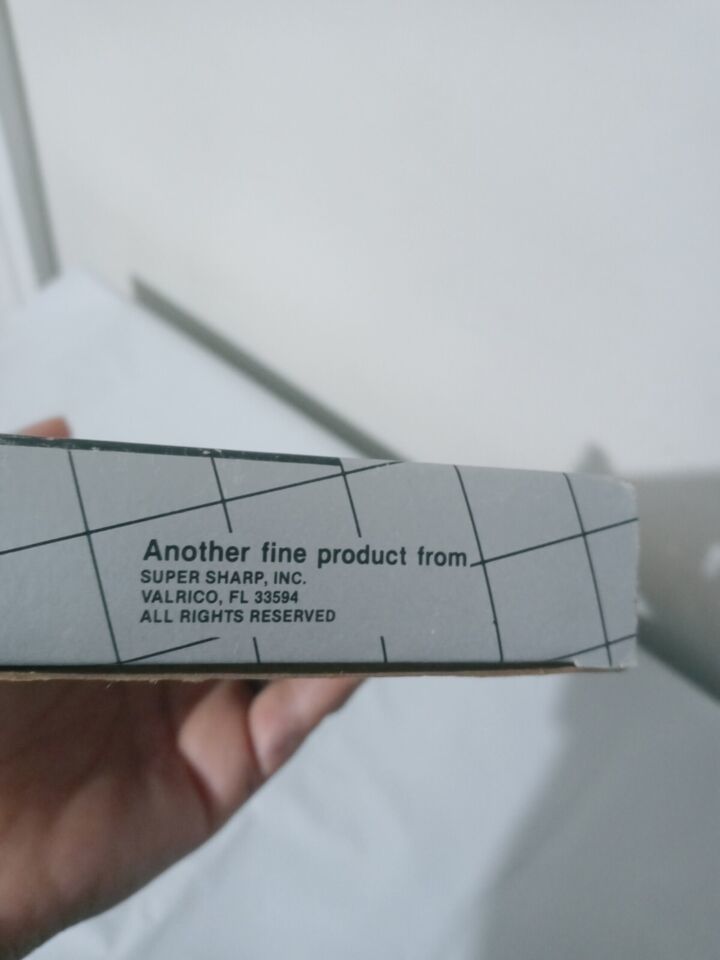 Another fine product from
SUPER SHARP, INC.
VALRICO, FL 33594
ALL RIGHTS RESERVED